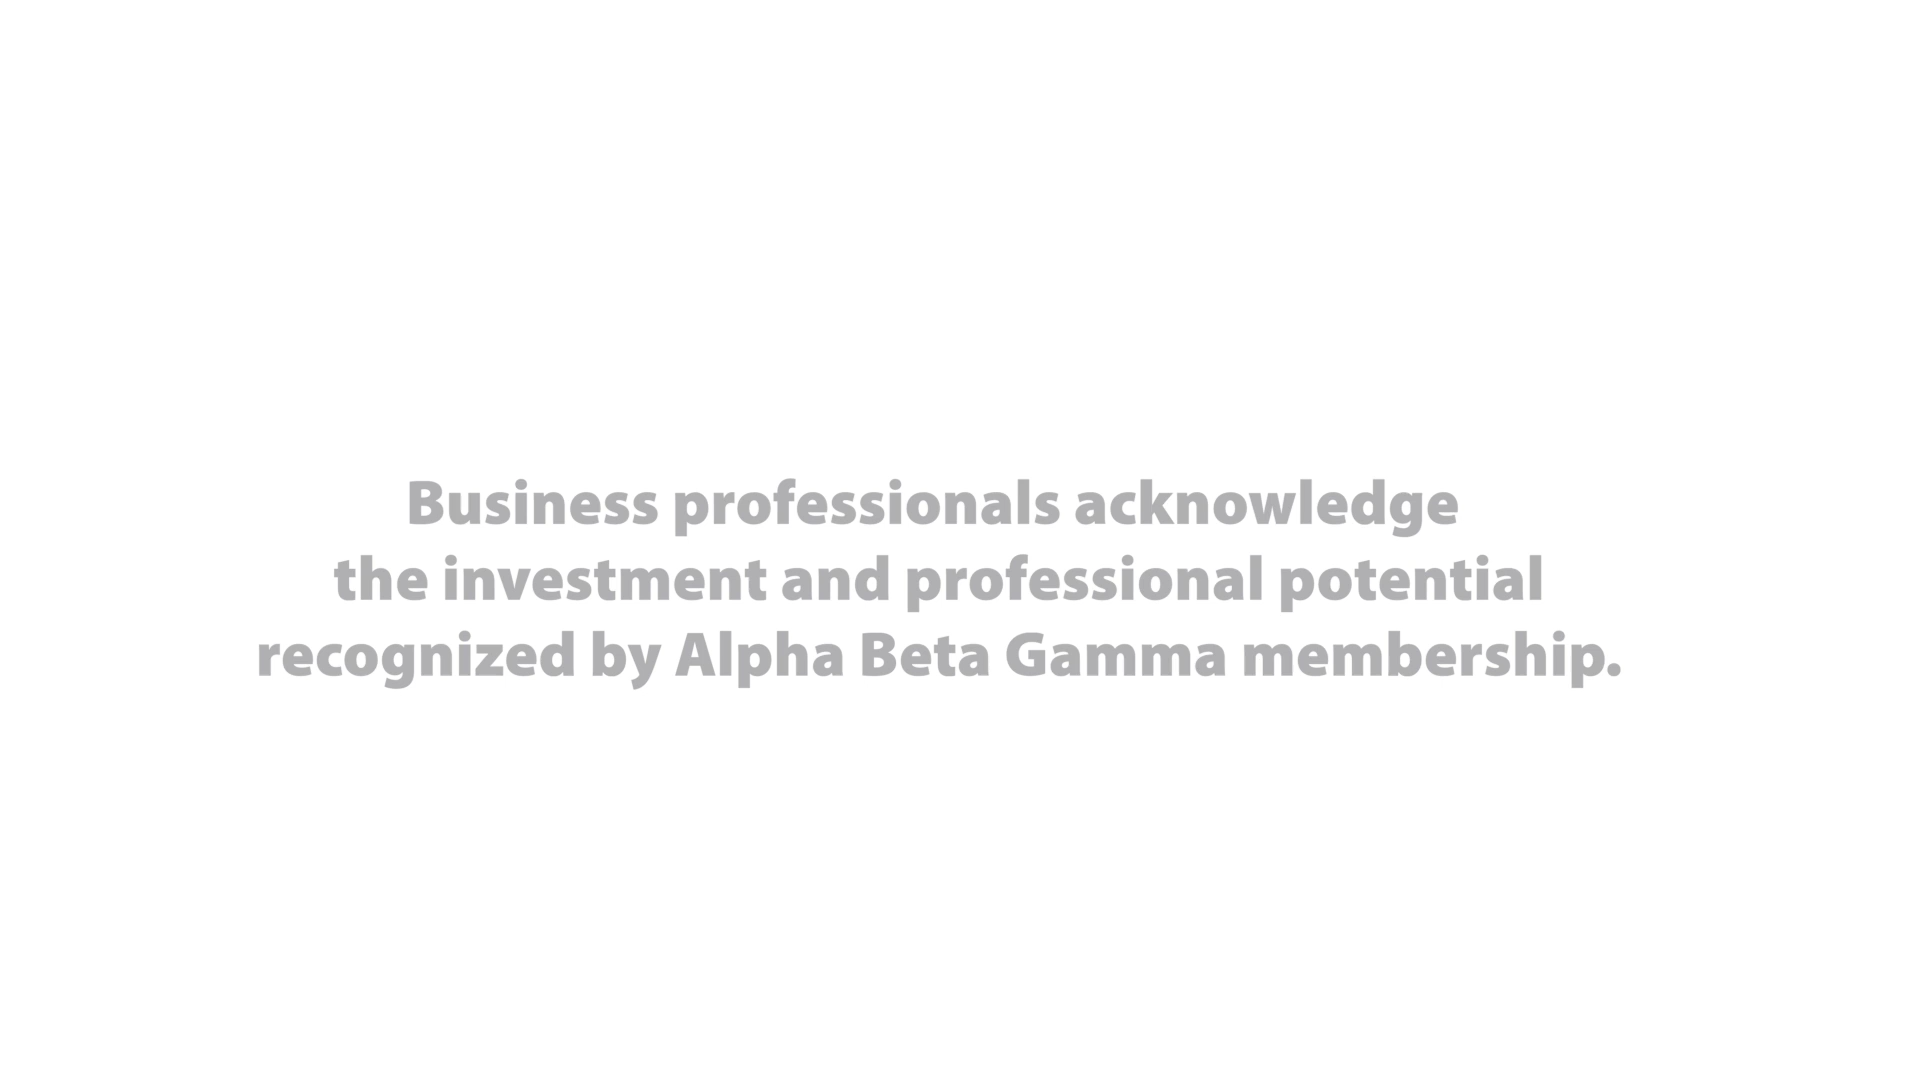 Business professionals acknowledge
the investment and professional potential
recognized by Alpha Beta Gamma membership.